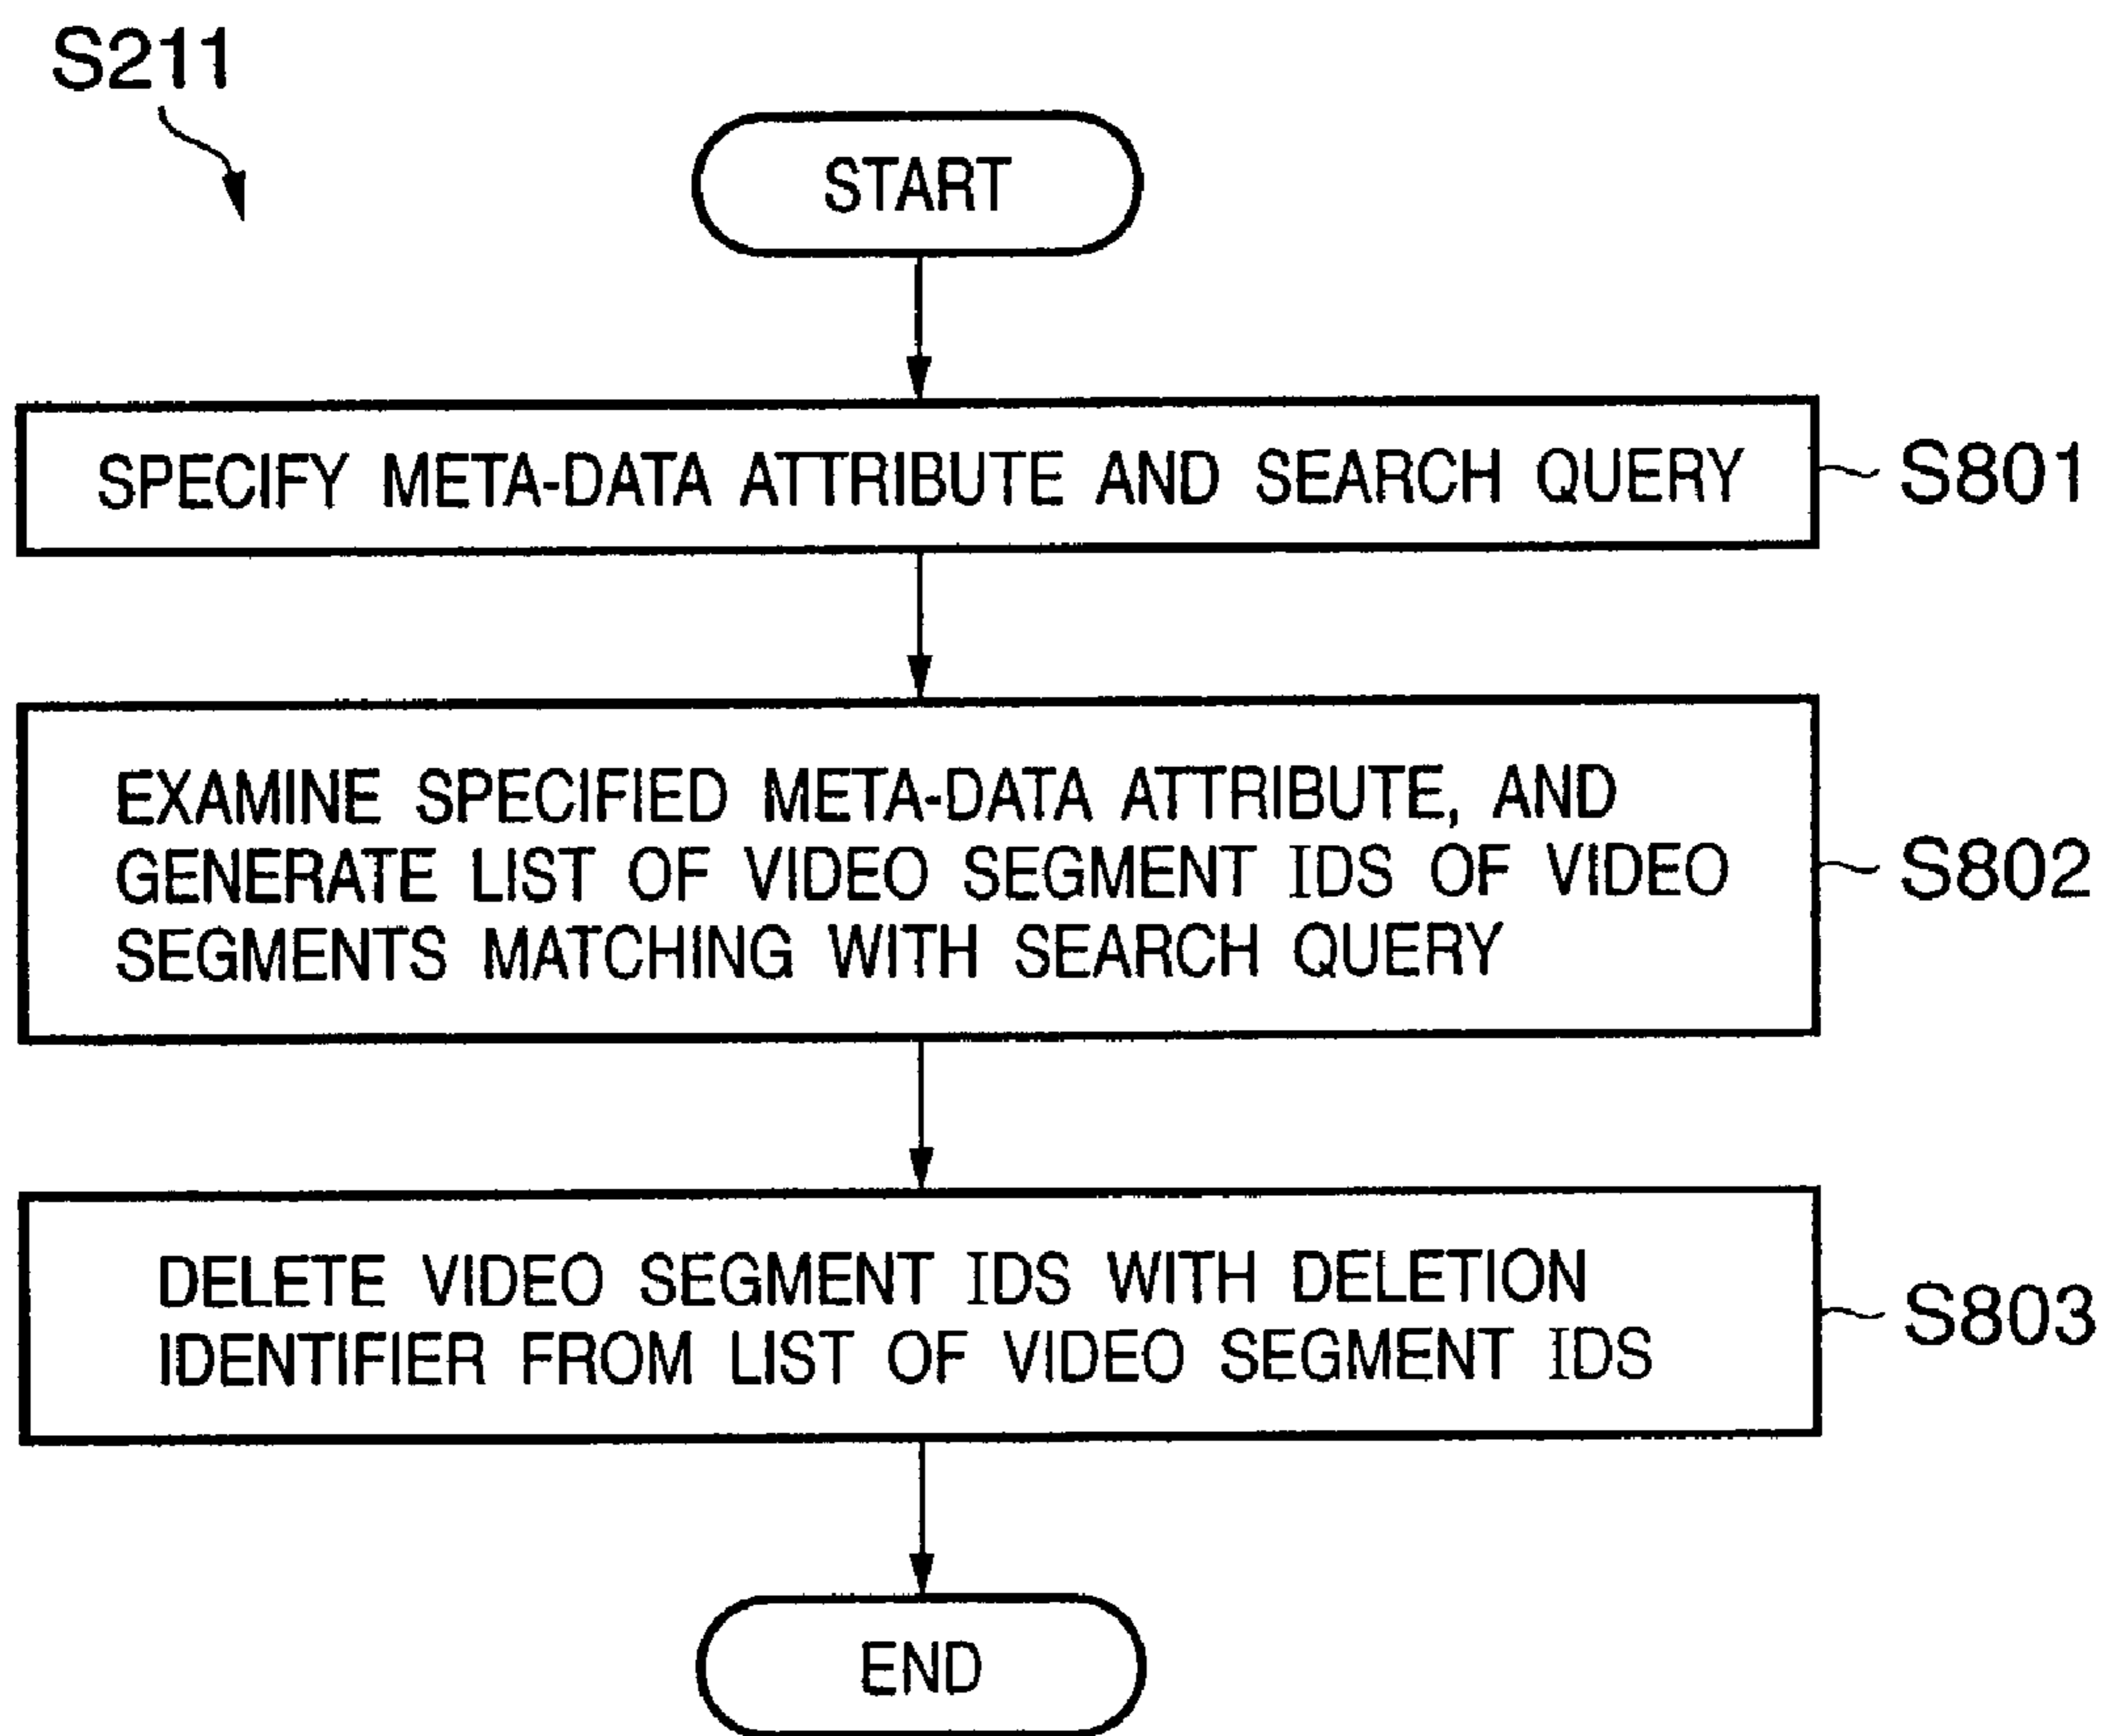 S211
START
SPECIFY META-DATA ATTRIBUTE AND SEARCH QUERY
S801
EXAMINE SPECIFIED META-DATA ATTRIBUTE, AND
GENERATE LIST OF VIDEO SEGMENT IDS OF VIDEO
SEGMENTS MATCHING WITH SEARCH QUERY
S802
DELETE VIDEO SEGMENT IDS WITH DELETION
IDENTIFIER FROM LIST OF VIDEO SEGMENT IDS
S803
END